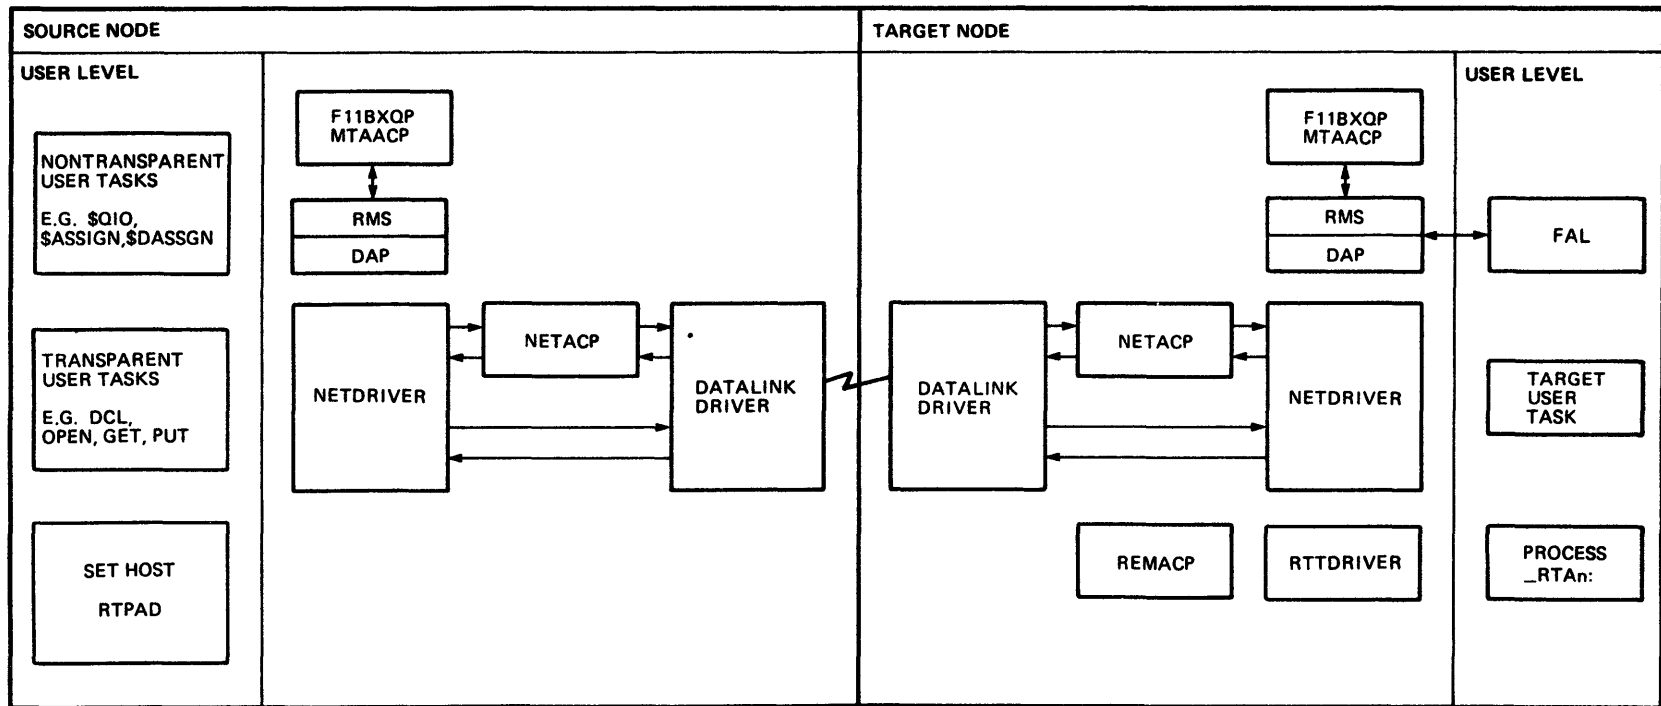 SOURCE NODE
TARGET NODE
USER LEVEL
USER LEVEL
NONTRANSPARENT
USER TASKS
E.G. $QIO,
$ASSIGN,$DASSGN
TRANSPARENT
USER TASKS
E.G. DCL,
OPEN, GET, PUT
SET HOST
RTPAD
F11BXQP
MTAACP
RMS
DAP
NETDRIVER
NETACP
DATALINK
DRIVER
DATALINK
DRIVER
NETACP
NETDRIVER
F11BXQP
MTAACP
RMS
DAP
REMACP
RTTDRIVER
FAL
TARGET
USER
TASK
PROCESS
_RTAn: